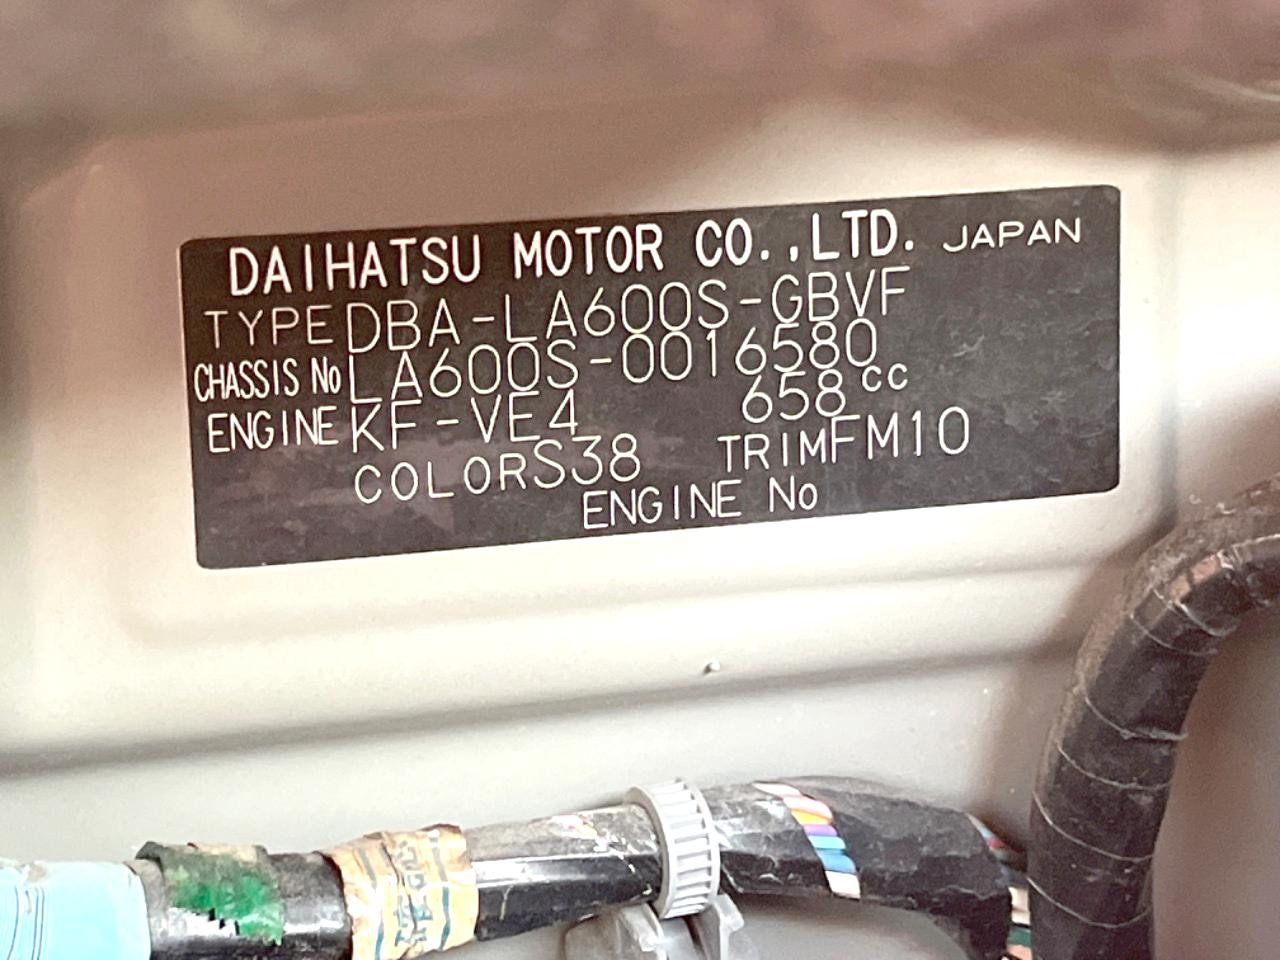 DAIHATSU MOTOR CO.,LTD. JAPAN
TYPE DBA-LA600S-GBVF
CHASSIS No LA600S-0016580
ENGINE KF-VE4 658cc
COLOR S38 TRIM FM10
ENGINE No